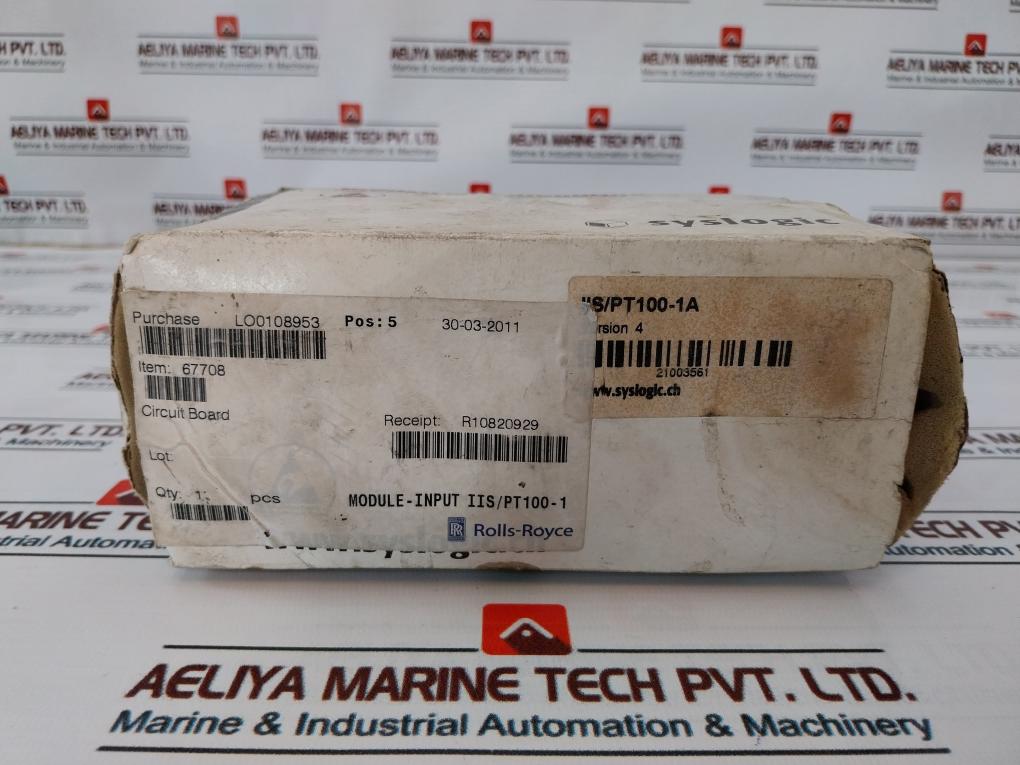 AELIYA MARINE TECH PVT. LTD.
Marine & Industrial Automation & Machinery
syslogic
Purchase LO0108953 Pos: 5 30-03-2011
Item: 67708
Circuit Board
Receipt: R10820929
Lot:
Qty: 1 pcs
MODULE-INPUT IIS/PT100-1
Rolls-Royce
IIS/PT100-1A
Version 4
21003561
www.syslogic.ch
AELIYA MARINE TECH PVT. LTD.
Marine & Industrial Automation & Machinery